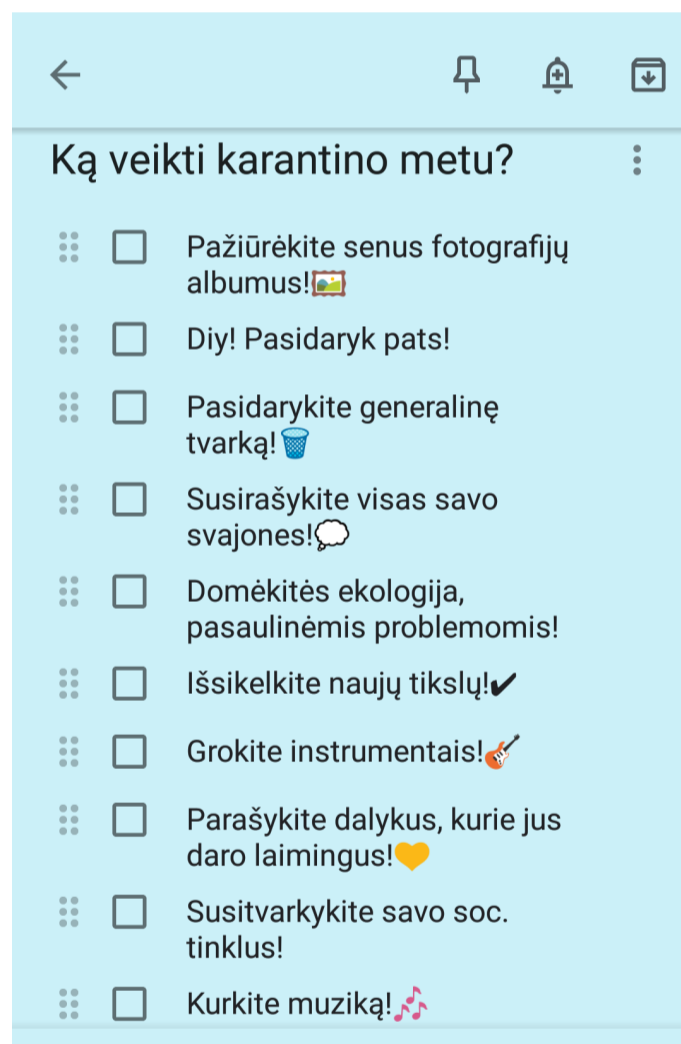 Ką veikti karantino metu?
Pažiūrėkite senus fotografijų
albumus!🖼️
Diy! Pasidaryk pats!
Pasidarykite generalinę
tvarką!🗑️
Susirašykite visas savo
svajones!💭
Domėkitės ekologija,
pasaulinėmis problemomis!
Išsikelkite naujų tikslų!✔️
Grokite instrumentais!🎸
Parašykite dalykus, kurie jus
daro laimingus!💛
Susitvarkykite savo soc.
tinklus!
Kurkite muziką!🎶